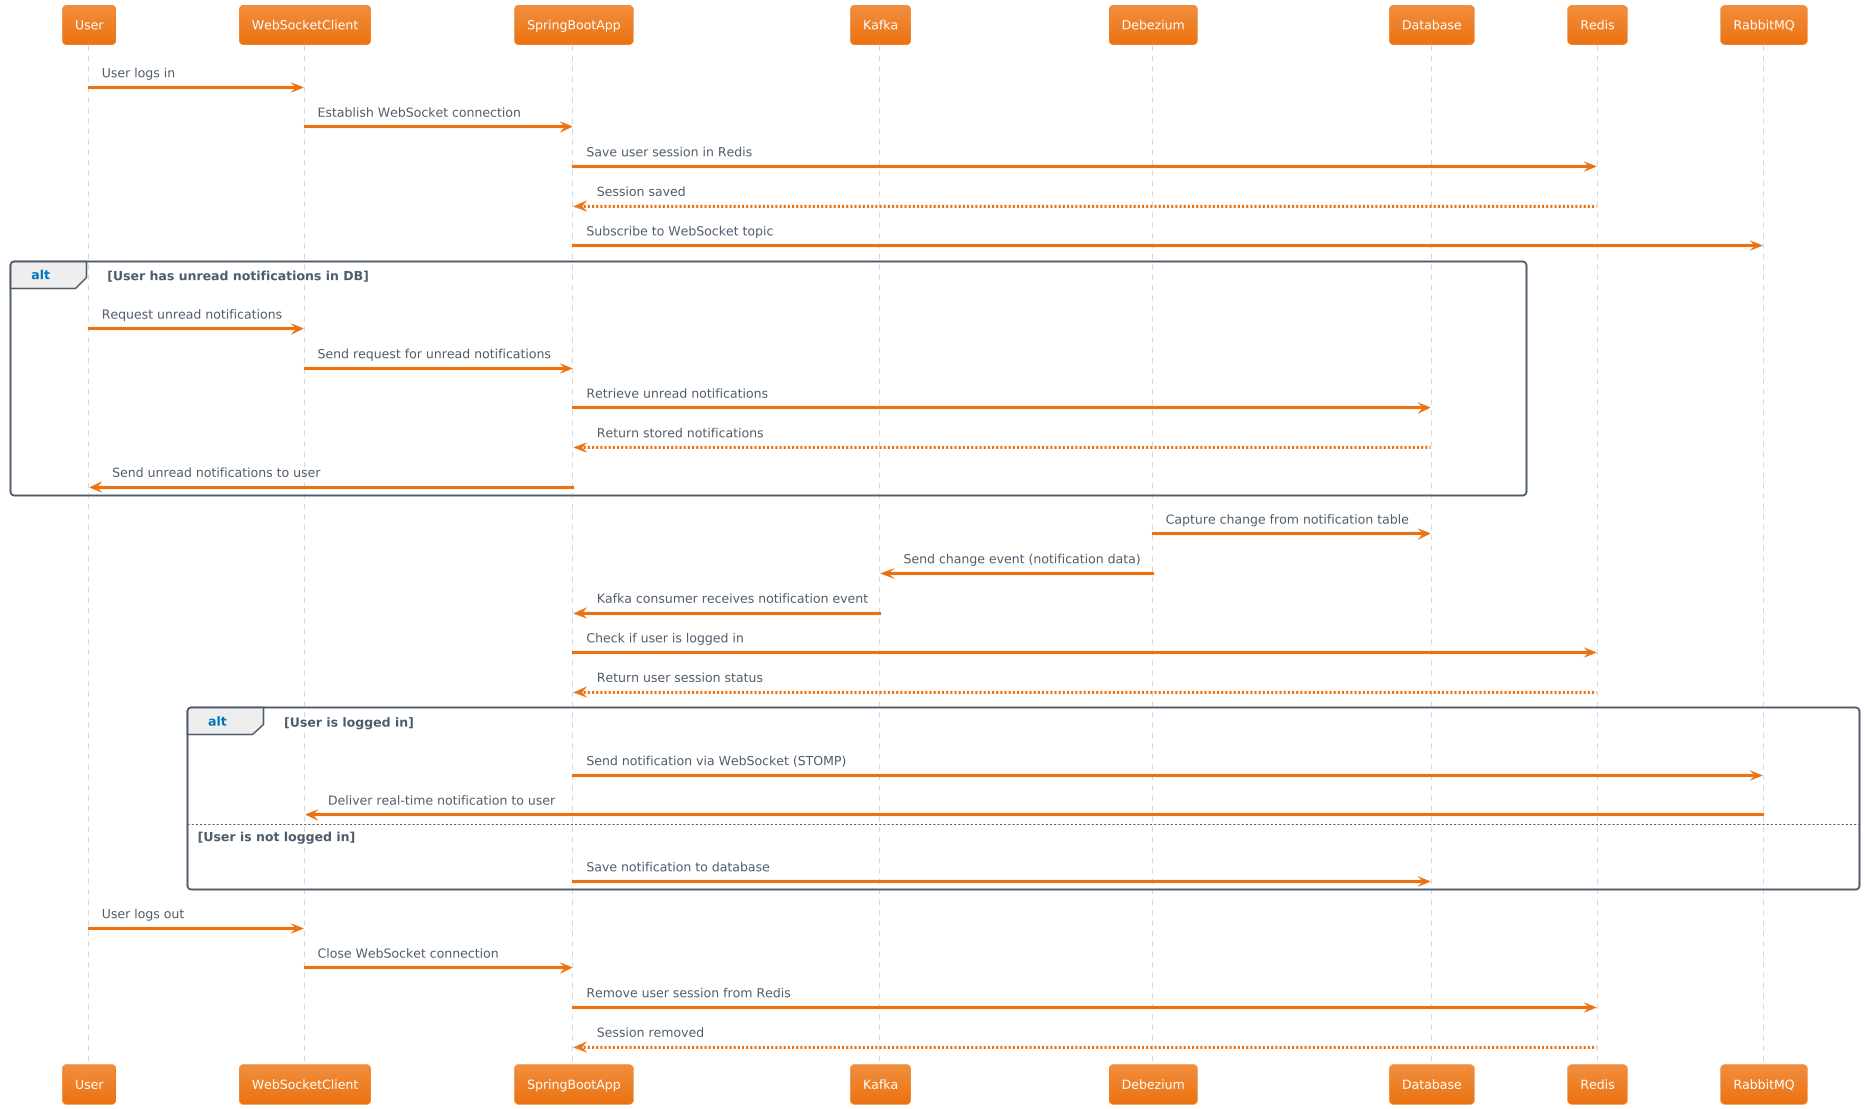 User WebSocketClient SpringBootApp Kafka Debezium Database Redis RabbitMQ
User logs in
Establish WebSocket connection
Save user session in Redis
Session saved
Subscribe to WebSocket topic
alt [User has unread notifications in DB]
Request unread notifications
Send request for unread notifications
Retrieve unread notifications
Return stored notifications
Send unread notifications to user
Capture change from notification table
Send change event (notification data)
Kafka consumer receives notification event
Check if user is logged in
Return user session status
alt [User is logged in]
Send notification via WebSocket (STOMP)
Deliver real-time notification to user
[User is not logged in]
Save notification to database
User logs out
Close WebSocket connection
Remove user session from Redis
Session removed
User WebSocketClient SpringBootApp Kafka Debezium Database Redis RabbitMQ